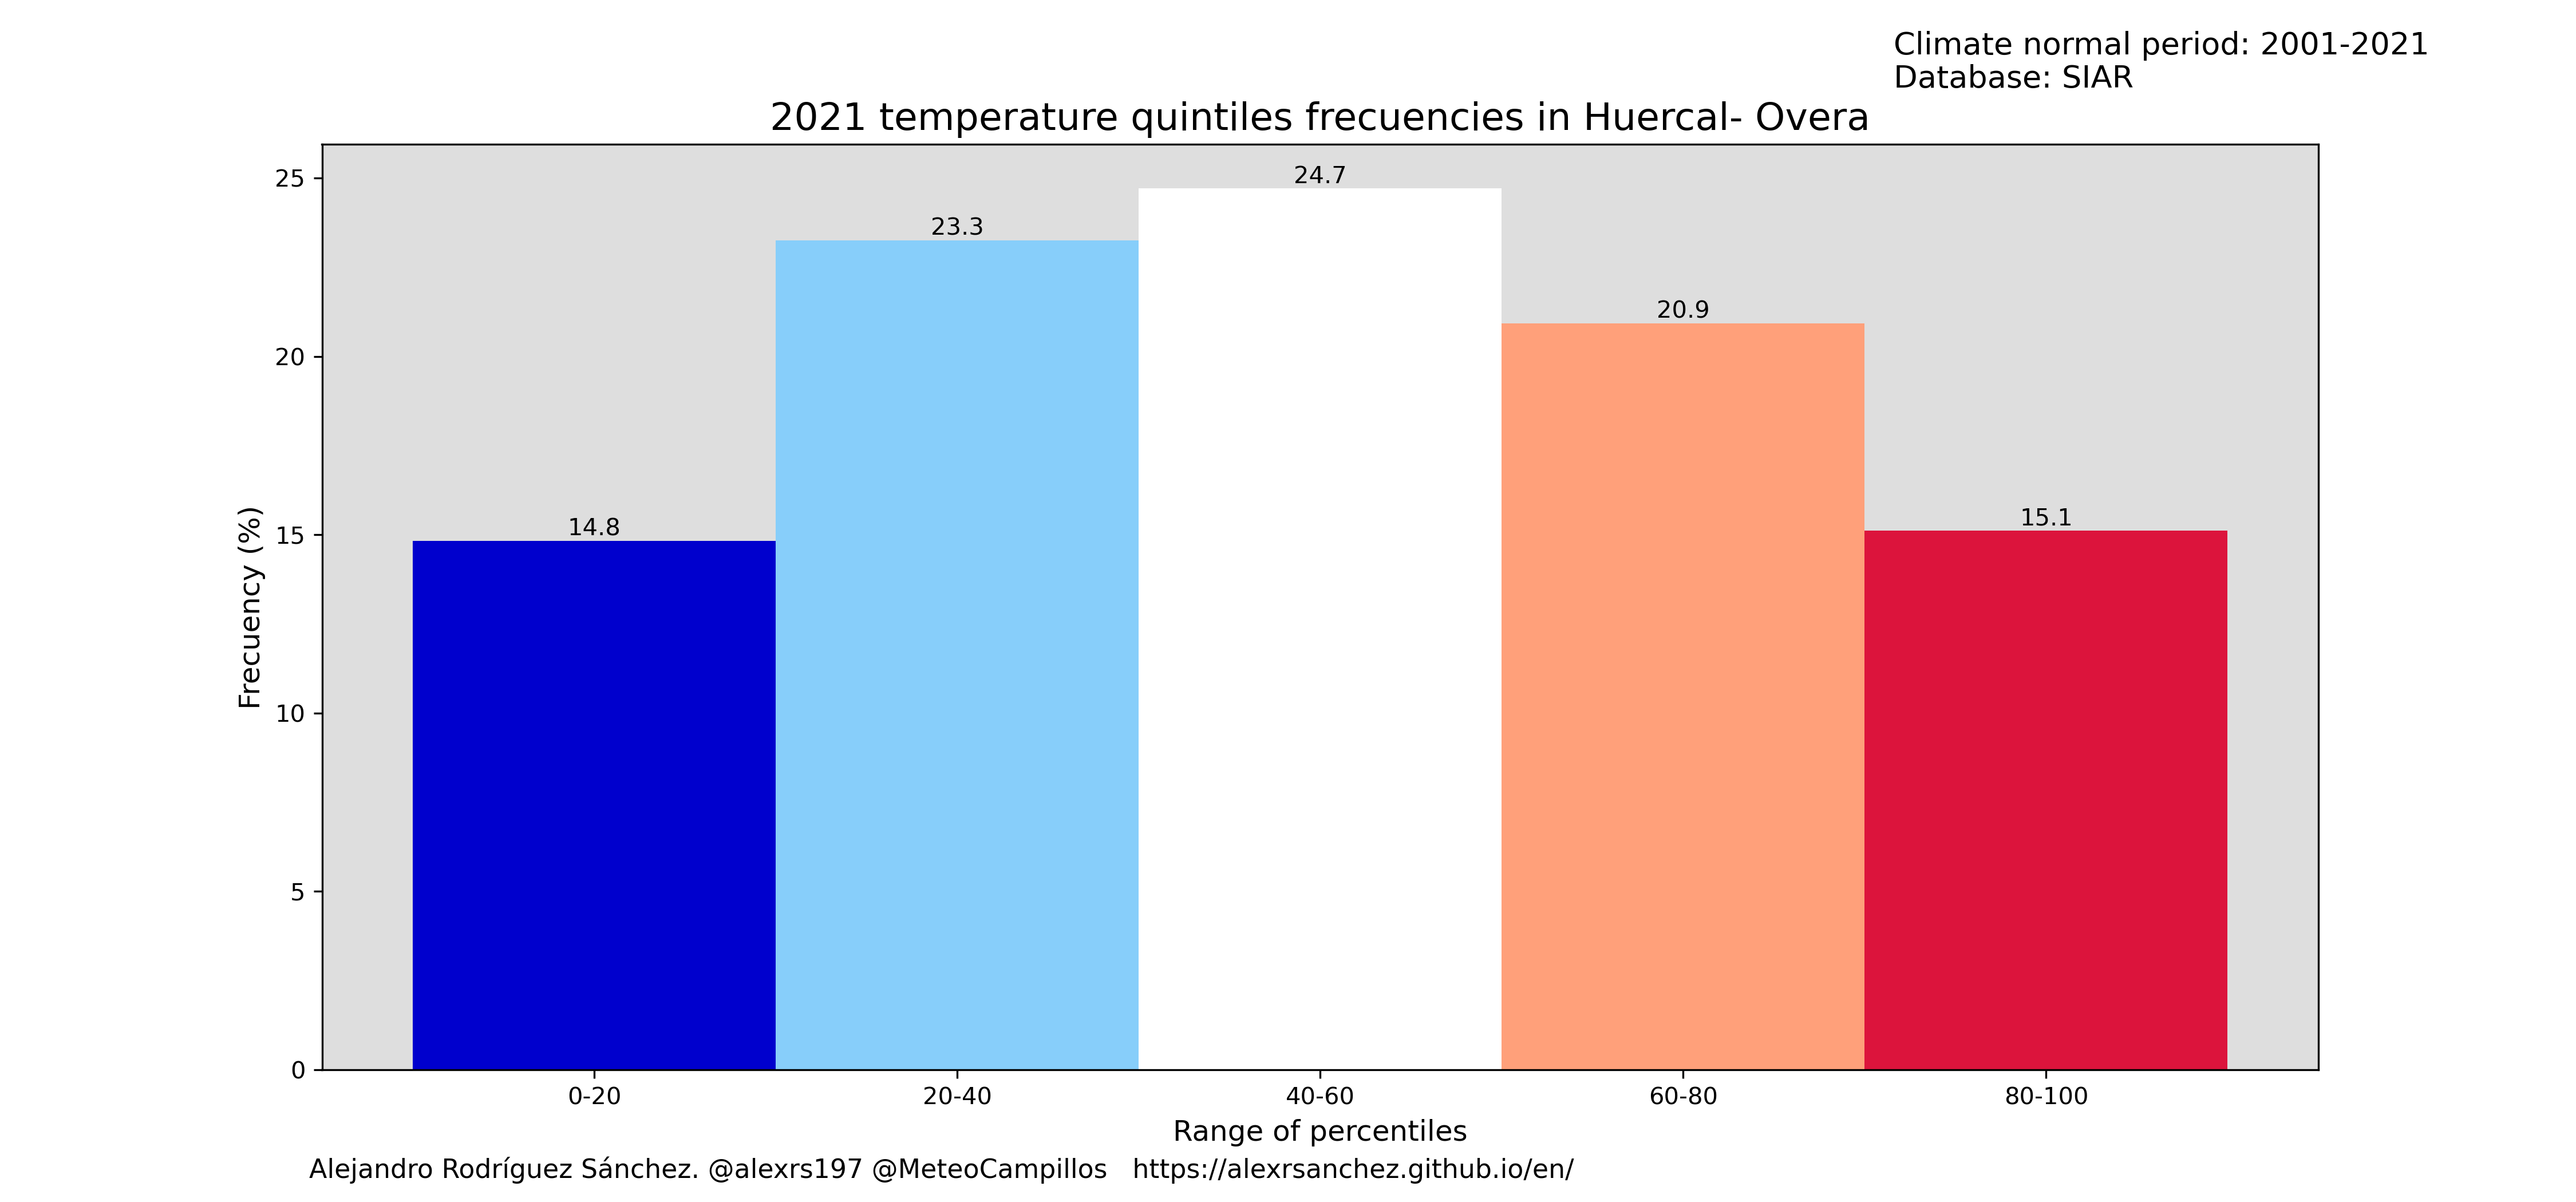 Climate normal period: 2001-2021
Database: SIAR
2021 temperature quintiles frecuencies in Huercal- Overa
25
20
15
10
5
0
Frecuency (%)
14.8
23.3
24.7
20.9
15.1
0-20
20-40
40-60
60-80
80-100
Range of percentiles
Alejandro Rodríguez Sánchez. @alexrs197 @MeteoCampillos   https://alexrsanchez.github.io/en/